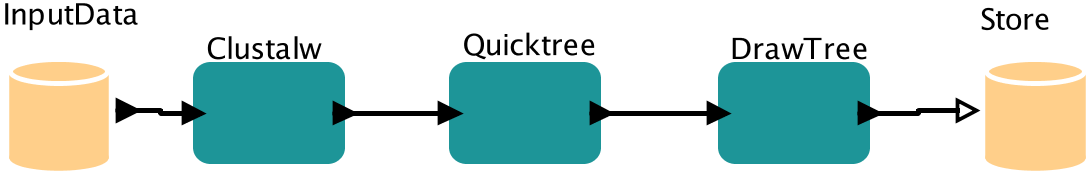 InputData
Clustalw
Quicktree
DrawTree
Store